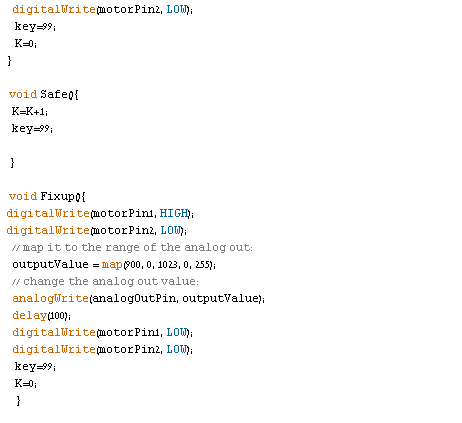 digitalWrite(motorPin2, LOW);
key=99;
K=0;
}
void Safe(){
K=K+1;
key=99;
}
void Fixup(){
digitalWrite(motorPin1, HIGH);
digitalWrite(motorPin2, LOW);
// map it to the range of the analog out:
outputValue = map(900, 0, 1023, 0, 255);
// change the analog out value:
analogWrite(analogOutPin, outputValue);
delay(100);
digitalWrite(motorPin1, LOW);
digitalWrite(motorPin2, LOW);
key=99;
K=0;
}